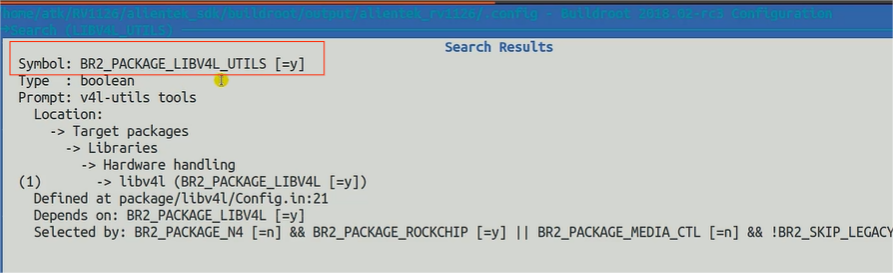 home/atk/RV1126/alientek_sdk/buildroot/output/alientek_rv1126/.config - Buildroot 2018.02-rc3 Configuration
Search (LIBV4L_UTILS)
Search Results
Symbol: BR2_PACKAGE_LIBV4L_UTILS [=y]
Type  : boolean
Prompt: v4l-utils tools
Location:
-> Target packages
-> Libraries
-> Hardware handling
(1) -> libv4l (BR2_PACKAGE_LIBV4L [=y])
Defined at package/libv4l/Config.in:21
Depends on: BR2_PACKAGE_LIBV4L [=y]
Selected by: BR2_PACKAGE_N4 [=n] && BR2_PACKAGE_ROCKCHIP [=y] || BR2_PACKAGE_MEDIA_CTL [=n] && !BR2_SKIP_LEGACY